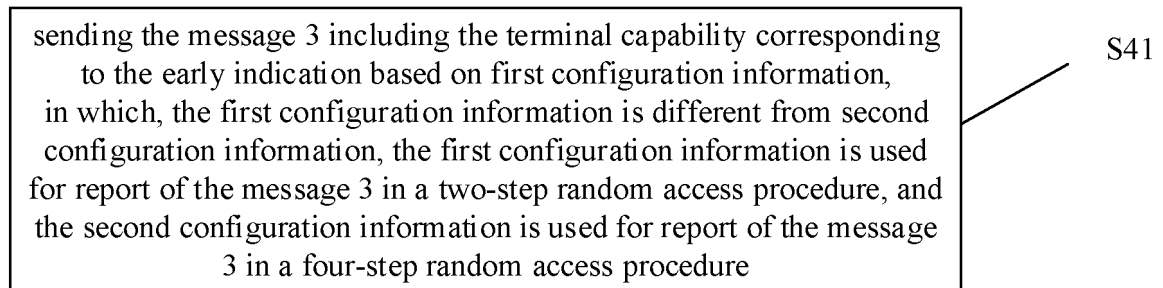 sending the message 3 including the terminal capability corresponding
to the early indication based on first configuration information,
in which, the first configuration information is different from second
configuration information, the first configuration information is used
for report of the message 3 in a two-step random access procedure, and
the second configuration information is used for report of the message
3 in a four-step random access procedure
S41